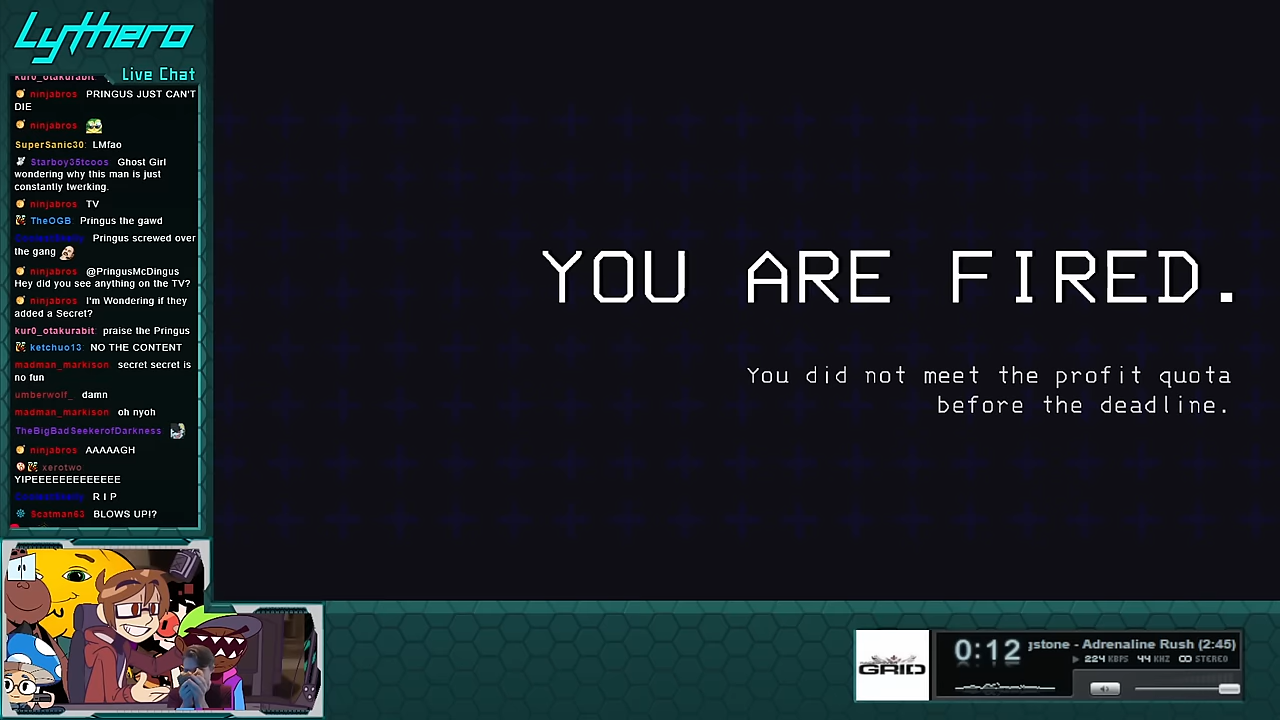 Lythero
Live Chat
kur0_otakurabit
ninjabros PRINGUS JUST CAN'T
DIE
ninjabros
SuperSanic30: LMfao
Starboy35tcoos Ghost Girl
wondering why this man is just
constantly twerking.
ninjabros TV
TheOGB Pringus the gawd
Pringus screwed over
the gang
ninjabros @PringusMcDingus
Hey did you see anything on the TV?
ninjabros I'm Wondering if they
added a Secret?
kur0_otakurabit: praise the Pringus
ketchuo13 NO THE CONTENT
madman_markison secret secret is
no fun
umberwolf_ damn
madman_markison oh nyoh
TheBigBadSeekerofDarkness
ninjabros AAAAAGH
xerotwo
YIPEEEEEEEEEEEEE
R I P
Scatman63 BLOWS UP!?
YOU ARE FIRED.
You did not meet the profit quota
before the deadline.
GRID
0:12
gstone - Adrenaline Rush (2:45)
224 KBPS 44 KHZ STEREO